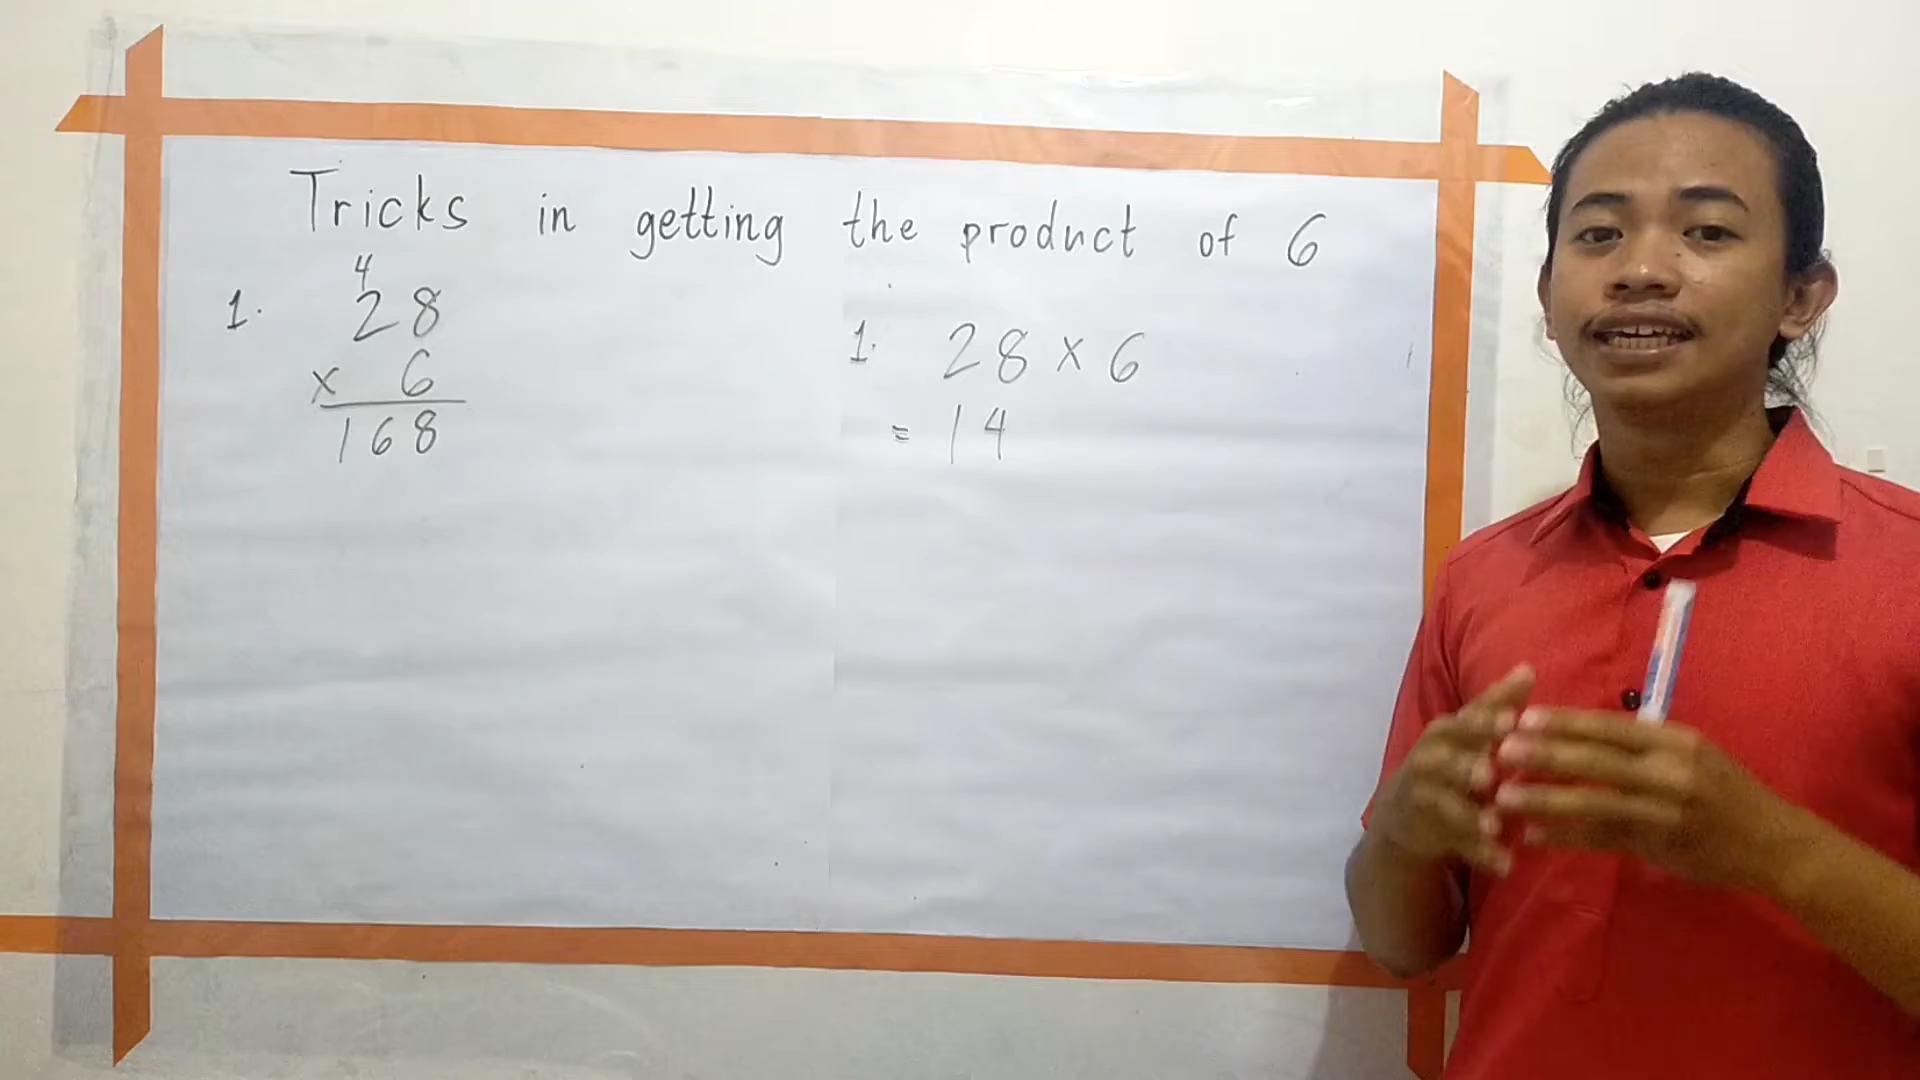 Tricks in getting the product of 6
1. 4
28
x 6
168
1. 28 x 6
= 14